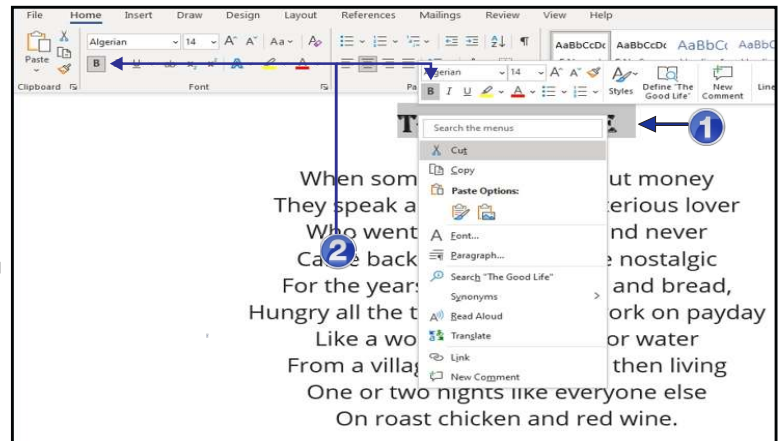 File Home Insert Draw Design Layout References Mailings Review View Help
Algerian 14 Aa
Paste
B
AaBbCcDc AaBbCcDc AaBbC( AaBbC
Clipboard Font Pa
Algerian 14
B I U Styles Define "The Good Life" New Comment Line
T E
1
2
Search the menus
Cut
Copy
Paste Options:
Font...
Paragraph...
Search "The Good Life"
Synonyms
Read Aloud
Translate
Link
New Comment
When som ut money
They speak a terious lover
Who went nd never
Ca e back e nostalgic
For the years and bread,
Hungry all the t ork on payday
Like a wo or water
From a villag then living
One or two nights like everyone else
On roast chicken and red wine.